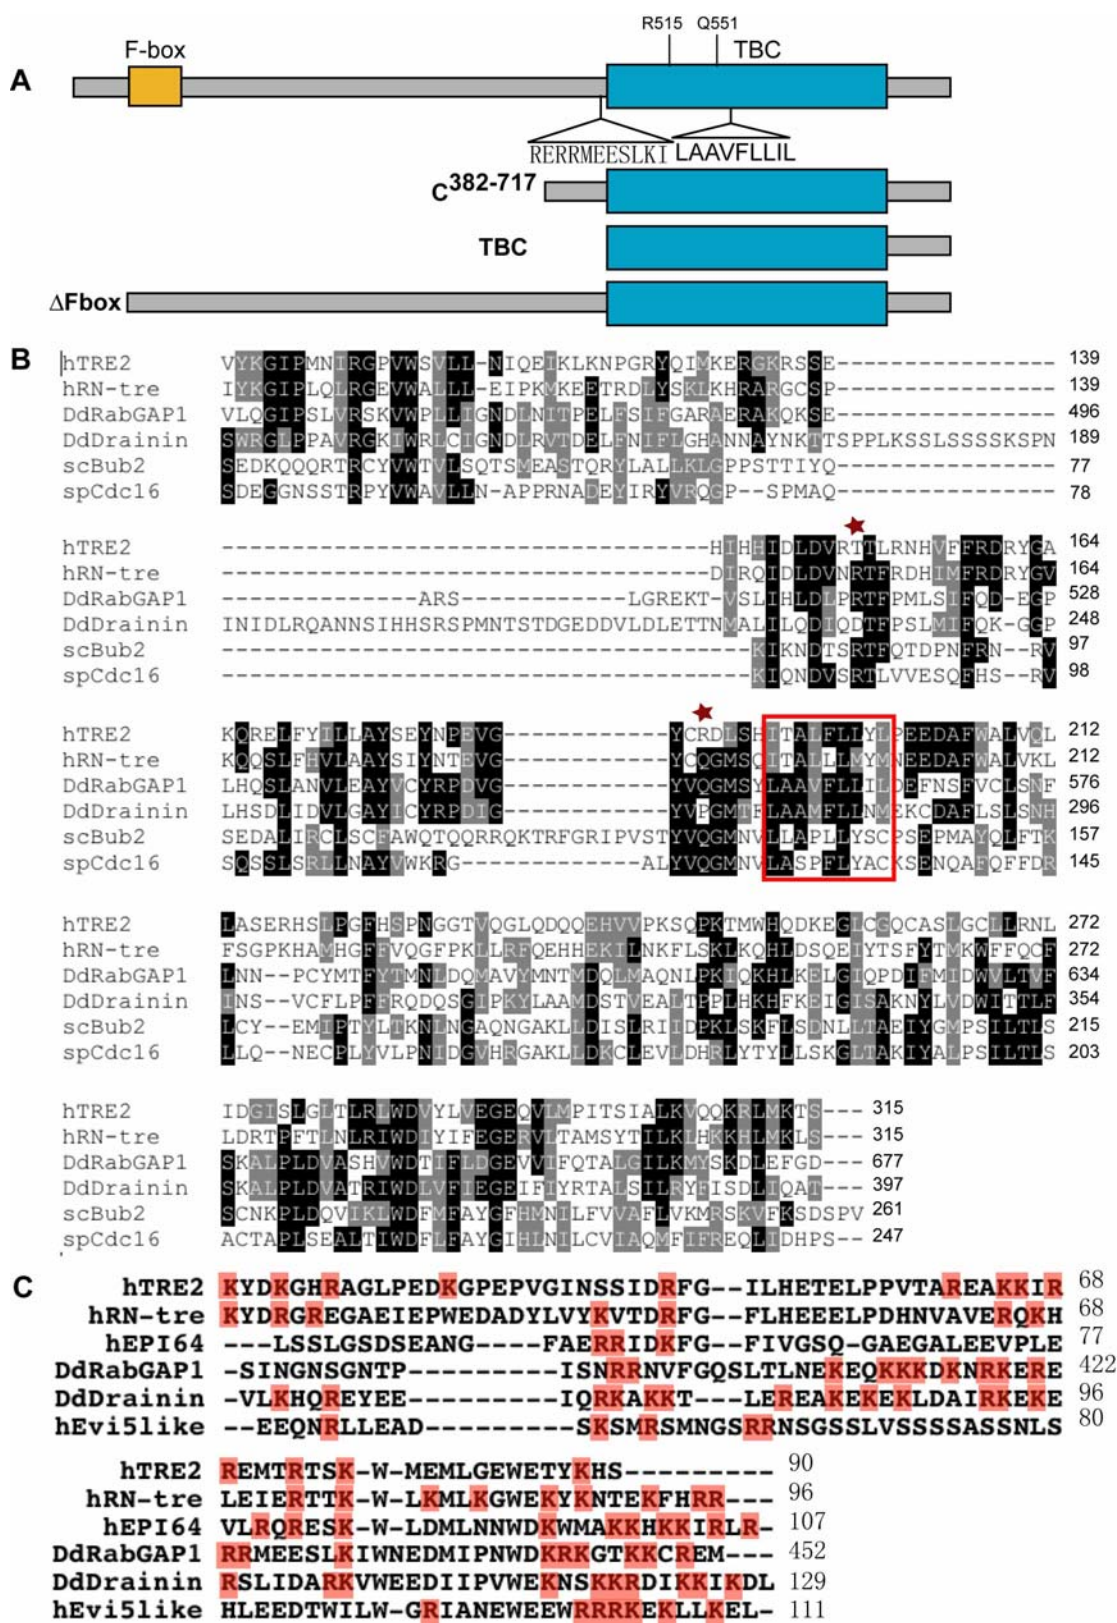 A
R515 Q551
F-box TBC
RERRMEESLKI LAAVFLLIL
C382-717
TBC
ΔFbox
B
hTRE2 VYKGIPMNIRGPVWSVLL-NIQEIKLKNPGRYQIMKERGKRSSE---------------- 139
hRN-tre IYKGIPLQLRGEVWALLL-EIPKMKEETRDLYSKLKHRARGCSP---------------- 139
DdRabGAP1 VLQGIPSLVRSKVWPLLIGNDLNITPELFSIFGARAERAKQKSE---------------- 496
DdDrainin SWRGLPPAVRGKIWRLCIGNDLRVTDELFNIFLGHANNAYNKTTSPPLKSSLSSSSKSPN 189
scBub2 SEDKQQQRTRCYVWTVLSQTSMEASTQRYLALLKLGPPSTTIYQ---------------- 77
spCdc16 SDEGGNSSTRPYVWAVLLN-APPRNADEYIRYVRQGP--SPMAQ---------------- 78
hTRE2 -----------------------------------HIHHIDLDVRTTLRNHVFFRDRYGA 164
hRN-tre -----------------------------------DIRQIDLDVNRTFRDHIMFRDRYGV 164
DdRabGAP1 --------------ARS------------LGREKT-VSLIHLDLPRTFPMLSIFQD-EGP 528
DdDrainin INIDLRQANNSIHHSRSPMNTSTDGEDDVLDLETTNMALILQDIQDTFPSLMIFQK-GGP 248
scBub2 --------------------------------------KIKNDTSRTFQTDPNFRN--RV 97
spCdc16 --------------------------------------KIQNDVSRTLVVESQFHS--RV 98
hTRE2 KQRELFYILLAYSEYNPEVG------------YCRDLSHITALFLLYLPEEDAFWALVQL 212
hRN-tre KQQSLFHVLAAYSIYNTEVG------------YCQGMSQITALLLMYMNEEDAFWALVKL 212
DdRabGAP1 LHQSLANVLEAYVCYRPDVG------------YVQGMSYLAAVFLLILDEFNSFVCLSNF 576
DdDrainin LHSDLIDVLGAYICYRPDIG------------YVPGMTFLAAMFLLNMEKCDAFLSLSNH 296
scBub2 SEDALIRCLSCFAWQTQQRRQKTRFGRIPVSTYVQGMNVLLAPLLYSCPSEPMAYQLFTK 157
spCdc16 SQSSLSRLLNAYVWKRG-------------ALYVQGMNVLASPFLYACKSENQAFQFFDR 145
hTRE2 LASERHSLPGFHSPNGGTVQGLQDQQEHVVPKSQPKTMWHQDKEGLCGQCASLGCLLRNL 272
hRN-tre FSGPKHAMHGFFVQGFPKLLRFQEHHEKILNKFLSKLKQHLDSQEIYTSFYTMKWFFQCF 272
DdRabGAP1 LNN--PCYMTFYTMNLDQMAVYMNTMDQLMAQNLPKIQKHLKELGIQPDIFMIDWVLTVF 634
DdDrainin INS--VCFLPFFRQDQSGIPKYLAAMDSTVEALTPPLHKHFKEIGISAKNYLVDWITTLF 354
scBub2 LCY--EMIPTYLTKNLNGAQNGAKLLDISLRIIDPKLSKFLSDNLLTAEIYGMPSILTLS 215
spCdc16 LLQ--NECPLYVLPNIDGVHRGAKLLDKCLEVLDHRLYTYLLSKGLTAKIYALPSILTLS 203
hTRE2 IDGISLGLTLRLWDVYLVEGEQVLMPITSIALKVQQKRLMKTS--- 315
hRN-tre LDRTPFTLNLRIWDIYIFEGERVLTAMSYTILKLHKKHLMKLS--- 315
DdRabGAP1 SKALPLDVASHVWDTIFLDGEVVIFQTALGILKMYSKDLEFGD--- 677
DdDrainin SKALPLDVATRIWDLVFIEGEIFIYRTALSILRYFISDLIQAT--- 397
scBub2 SCNKPLDQVIKLWDFMFAYGFHMNILFVVAFLVKMRSKVFKSDSPV 261
spCdc16 ACTAPLSEALTIWDFLFAYGIHLNILCVIAQMFIFREQLIDHPS-- 247
C
hTRE2 KYDKGHRAGLPEDKGPEPVGINSSIDRFG--ILHETELPPVTAREAKKIR 68
hRN-tre KYDRGREGAEIEPWEDADYLVYKVTDRFG--FLHEEELPDHNAVERQKH 68
hEPI64 ---LSSLGSDSEANG----FAERRIDKFG--FIVGSQG-AEGALEEVPLE 77
DdRabGAP1 -SINGNSGNTP---------ISNRRNVFGQSLTLNEKEQKKKDKNRKERE 422
DdDrainin -VLKHQREYEE---------IQRKAKKT---LEREAKEKEKLDAIRKEKE 96
hEvi5like --EEQNRLLEAD--------SKSMRSMNGSRRNSGSSLVSSSSASSNLS 80
hTRE2 REMTRTSK-W-MEMLGEWETYKHS--------- 90
hRN-tre LEIERTTK-W-LKMLKGWEKYKNTEKFHRR--- 96
hEPI64 VLRQRESK-W-LDMLNNWDKWMAKKHKKIRLR- 107
DdRabGAP1 RRMEESLKIWNEDMIPNWDKRKGTKKCREM--- 452
DdDrainin RSLIDARKVWEEDIIPVWEKNSKKRDIKKIKDL 129
hEvi5like HLEEDTWILW-GRIANEWEEWRRRKEKLLKEL- 111